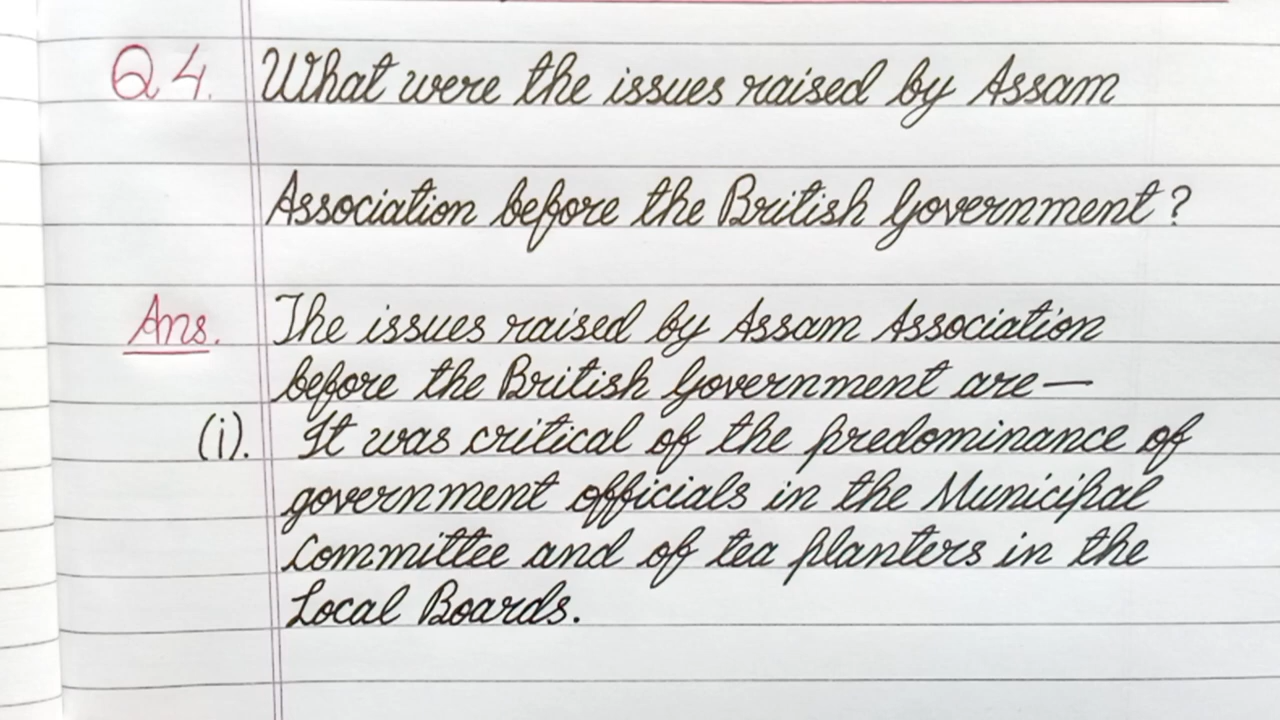 Q 4. What were the issues raised by Assam
Association before the British Government?
Ans. The issues raised by Assam Association
before the British Government are—
(i). It was critical of the predominance of
government officials in the Municipal
Committee and of tea planters in the
Local Boards.